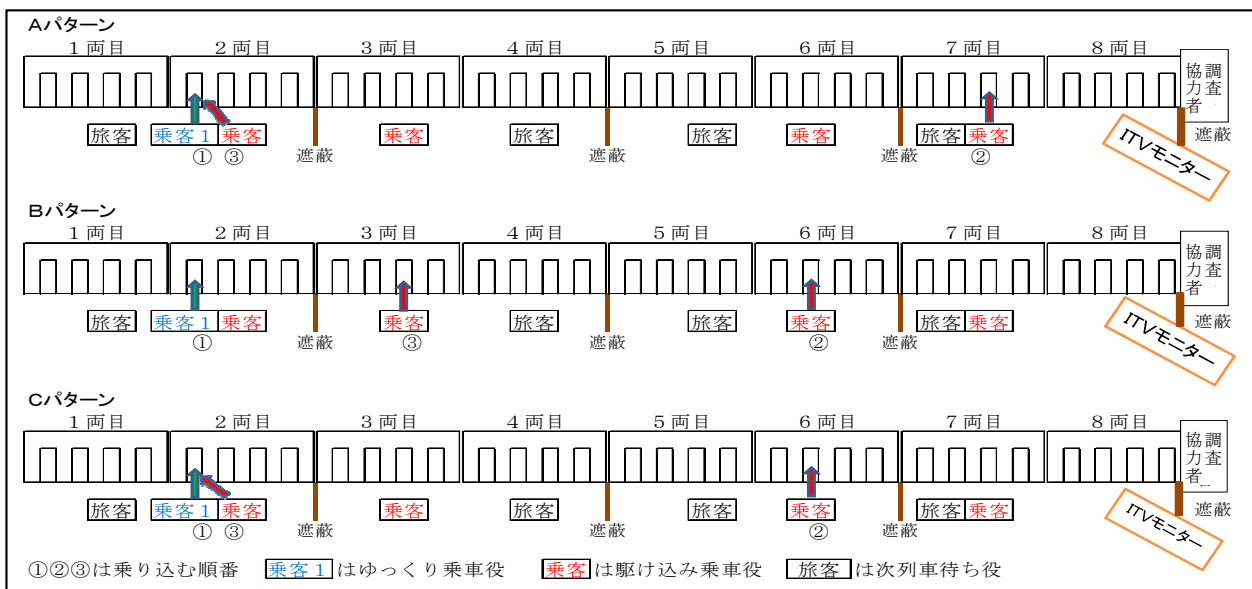 Aパターン
1両目 2両目 3両目 4両目 5両目 6両目 7両目 8両目
調査
協力者
旅客 乗客1 乗客 乗客 旅客 旅客 乗客 旅客 乗客
① ③ 遮蔽 遮蔽 遮蔽 ② 遮蔽
ITVモニター
Bパターン
1両目 2両目 3両目 4両目 5両目 6両目 7両目 8両目
調査
協力者
旅客 乗客1 乗客 乗客 旅客 旅客 乗客 旅客 乗客
① 遮蔽 ③ 遮蔽 ② 遮蔽 遮蔽
ITVモニター
Cパターン
1両目 2両目 3両目 4両目 5両目 6両目 7両目 8両目
調査
協力者
旅客 乗客1 乗客 乗客 旅客 旅客 乗客 旅客 乗客
① ③ 遮蔽 遮蔽 ② 遮蔽 遮蔽
ITVモニター
①②③は乗り込む順番 乗客1はゆっくり乗車役 乗客は駆け込み乗車役 旅客は次列車待ち役